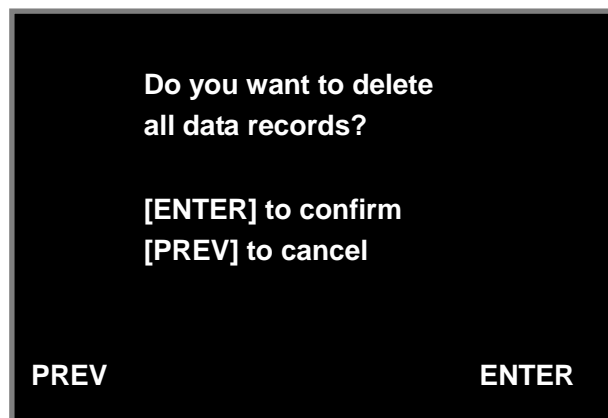 Do you want to delete
all data records?
[ENTER] to confirm
[PREV] to cancel
PREV ENTER